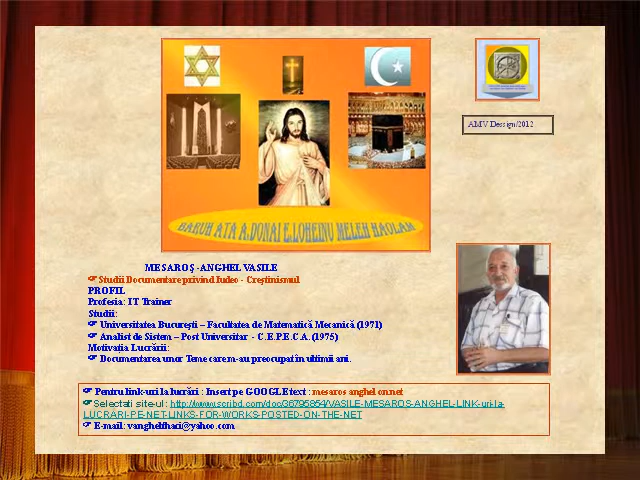 AMV Dessign/2012
BARUH ATA A.DONAI E.LOHEINU MELEH HAOLAM
MESAROŞ -ANGHEL VASILE
☞ Studii Documentare privind Iudeo - Creştinismul
PROFIL
Profesia: IT Trainer
Studii:
☞ Universitatea Bucureşti – Facultatea de Matematică Mecanică (1971)
☞ Analist de Sistem – Post Universitar - C.E.P.E.C.A. (1975)
Motivaţia Lucrării:
☞ Documentarea unor Teme care m-au preocupat în ultimii ani.
☞ Pentru link-uri la lucrări : Insert pe GOOGLE text : mesaros anghel on.net
☞ Selectati site-ul: http://www.scribd.com/doc/36795854/VASILE-MESAROS-ANGHEL-LINK-uri-la-
LUCRARI-PE-NET-LINKS-FOR-WORKS-POSTED-ON-THE-NET
☞ E-mail: vanghelthaci@yahoo.com